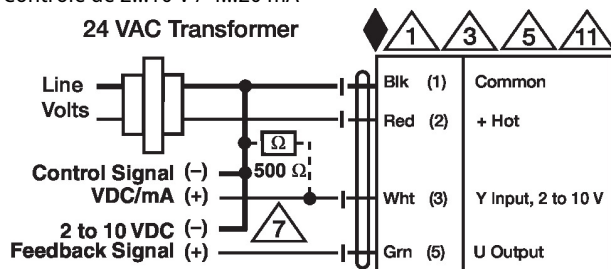 Contrôle de 2...10 V / 4...20 mA
24 VAC Transformer
1 3 5 11
Line
Volts
Blk (1) Common
Red (2) + Hot
Ω
500 Ω
Control Signal (–)
VDC/mA (+)
Wht (3) Y Input, 2 to 10 V
7
2 to 10 VDC (–)
Feedback Signal (+)
Grn (5) U Output